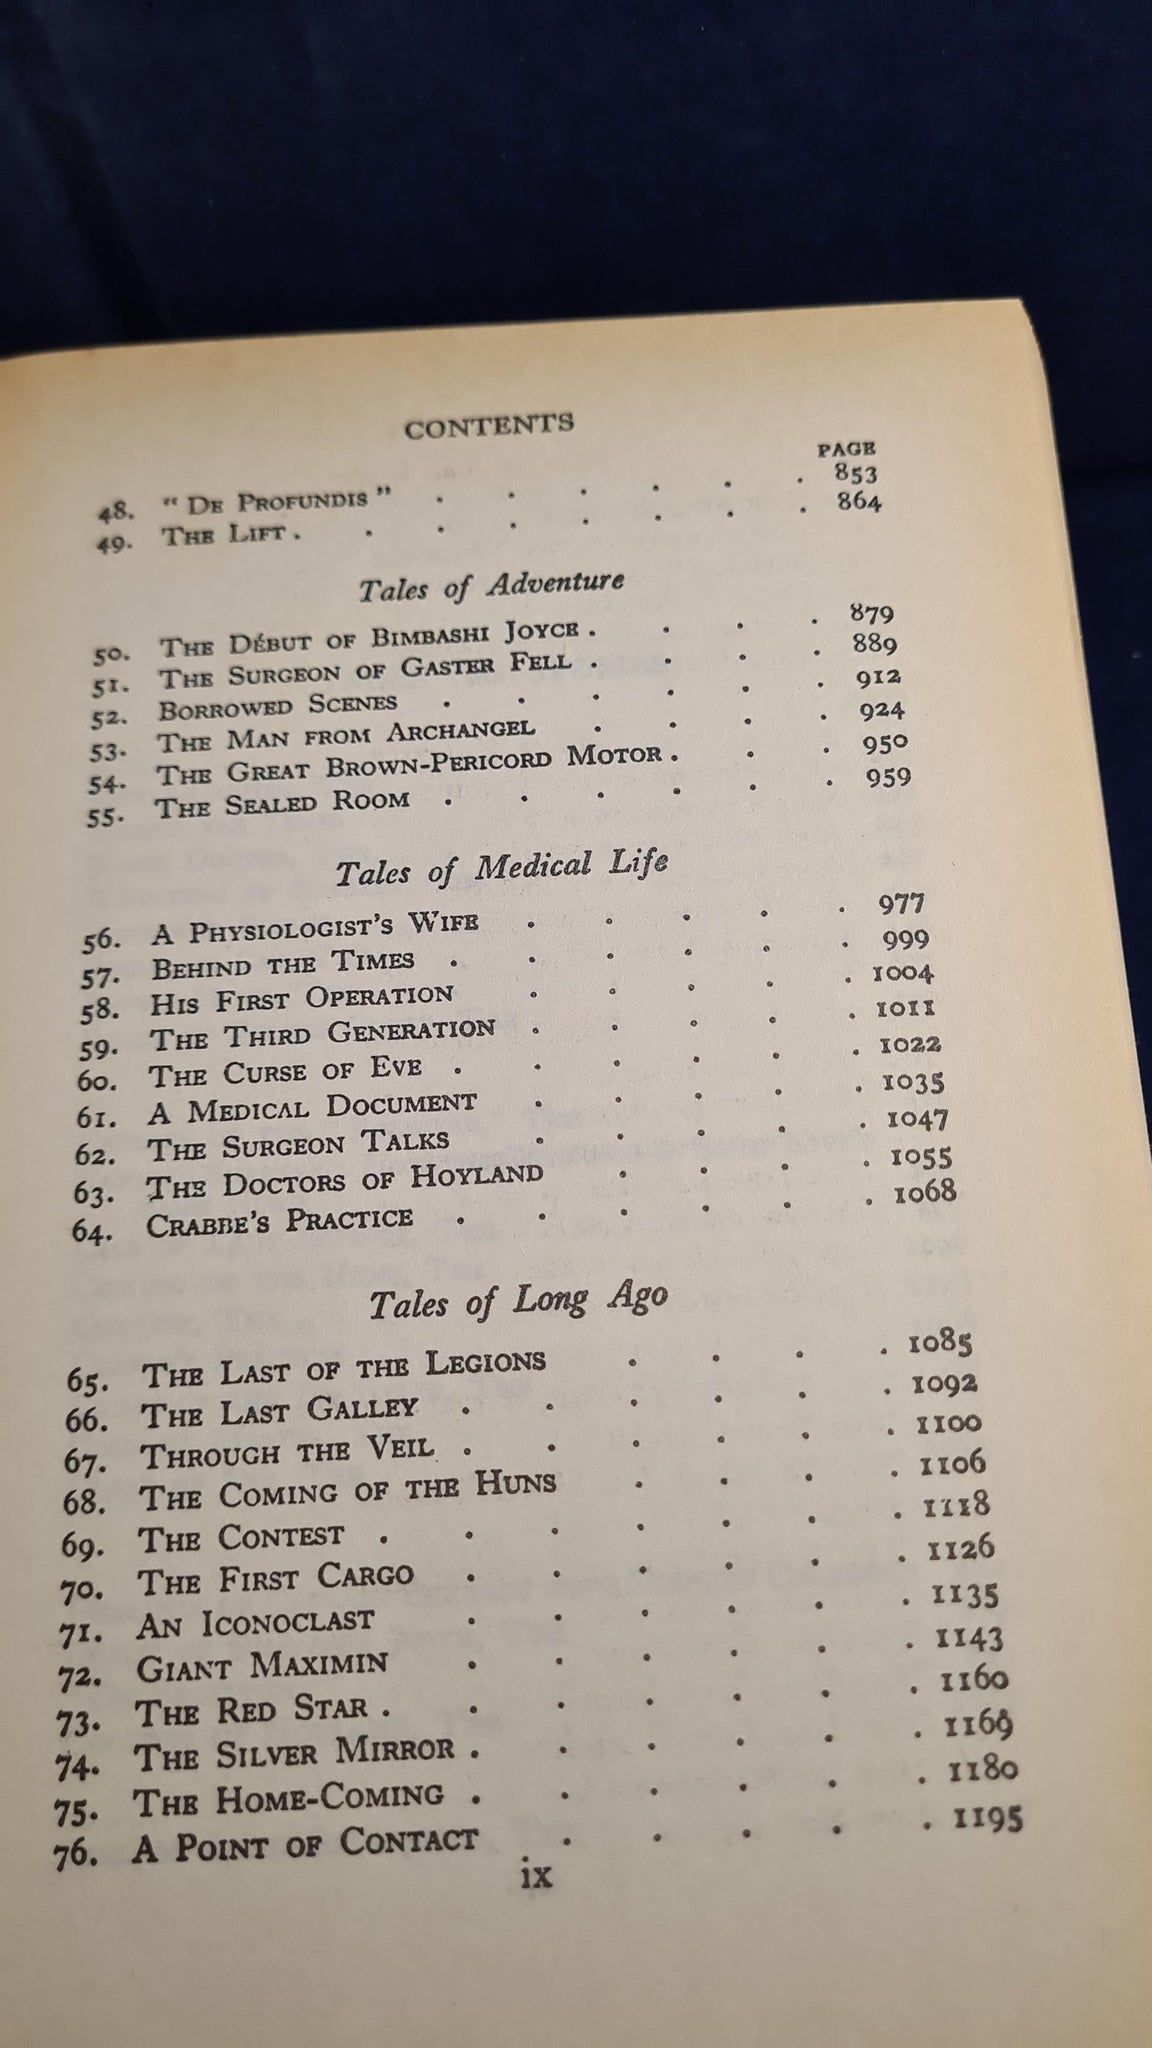 CONTENTS
PAGE
48. "De Profundis" . . . . . . 853
49. The Lift . . . . . . . 864
Tales of Adventure
50. The Début of Bimbashi Joyce . . . . 879
51. The Surgeon of Gaster Fell . . . . 889
52. Borrowed Scenes . . . . . . 912
53. The Man from Archangel . . . . 924
54. The Great Brown-Pericord Motor . . . 950
55. The Sealed Room . . . . . . 959
Tales of Medical Life
56. A Physiologist's Wife . . . . . 977
57. Behind the Times . . . . . . 999
58. His First Operation . . . . . 1004
59. The Third Generation . . . . . 1011
60. The Curse of Eve . . . . . . 1022
61. A Medical Document . . . . . 1035
62. The Surgeon Talks . . . . . 1047
63. The Doctors of Hoyland . . . . 1055
64. Crabbe's Practice . . . . . . 1068
Tales of Long Ago
65. The Last of the Legions . . . . 1085
66. The Last Galley . . . . . . 1092
67. Through the Veil . . . . . . 1100
68. The Coming of the Huns . . . . 1106
69. The Contest . . . . . . . 1118
70. The First Cargo . . . . . . 1126
71. An Iconoclast . . . . . . 1135
72. Giant Maximin . . . . . . 1143
73. The Red Star . . . . . . . 1160
74. The Silver Mirror . . . . . . 1169
75. The Home-Coming . . . . . . 1180
76. A Point of Contact . . . . . 1195
ix